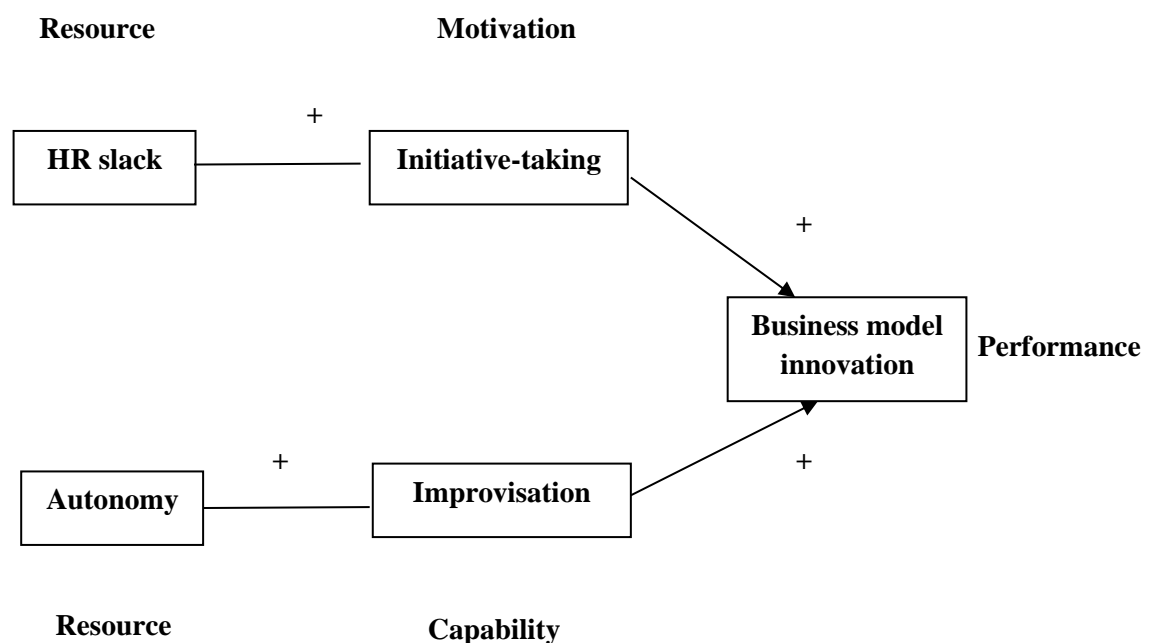 Resource
Motivation
+
HR slack
Initiative-taking
+
Business model
innovation
Performance
+
+
Autonomy
Improvisation
Resource
Capability